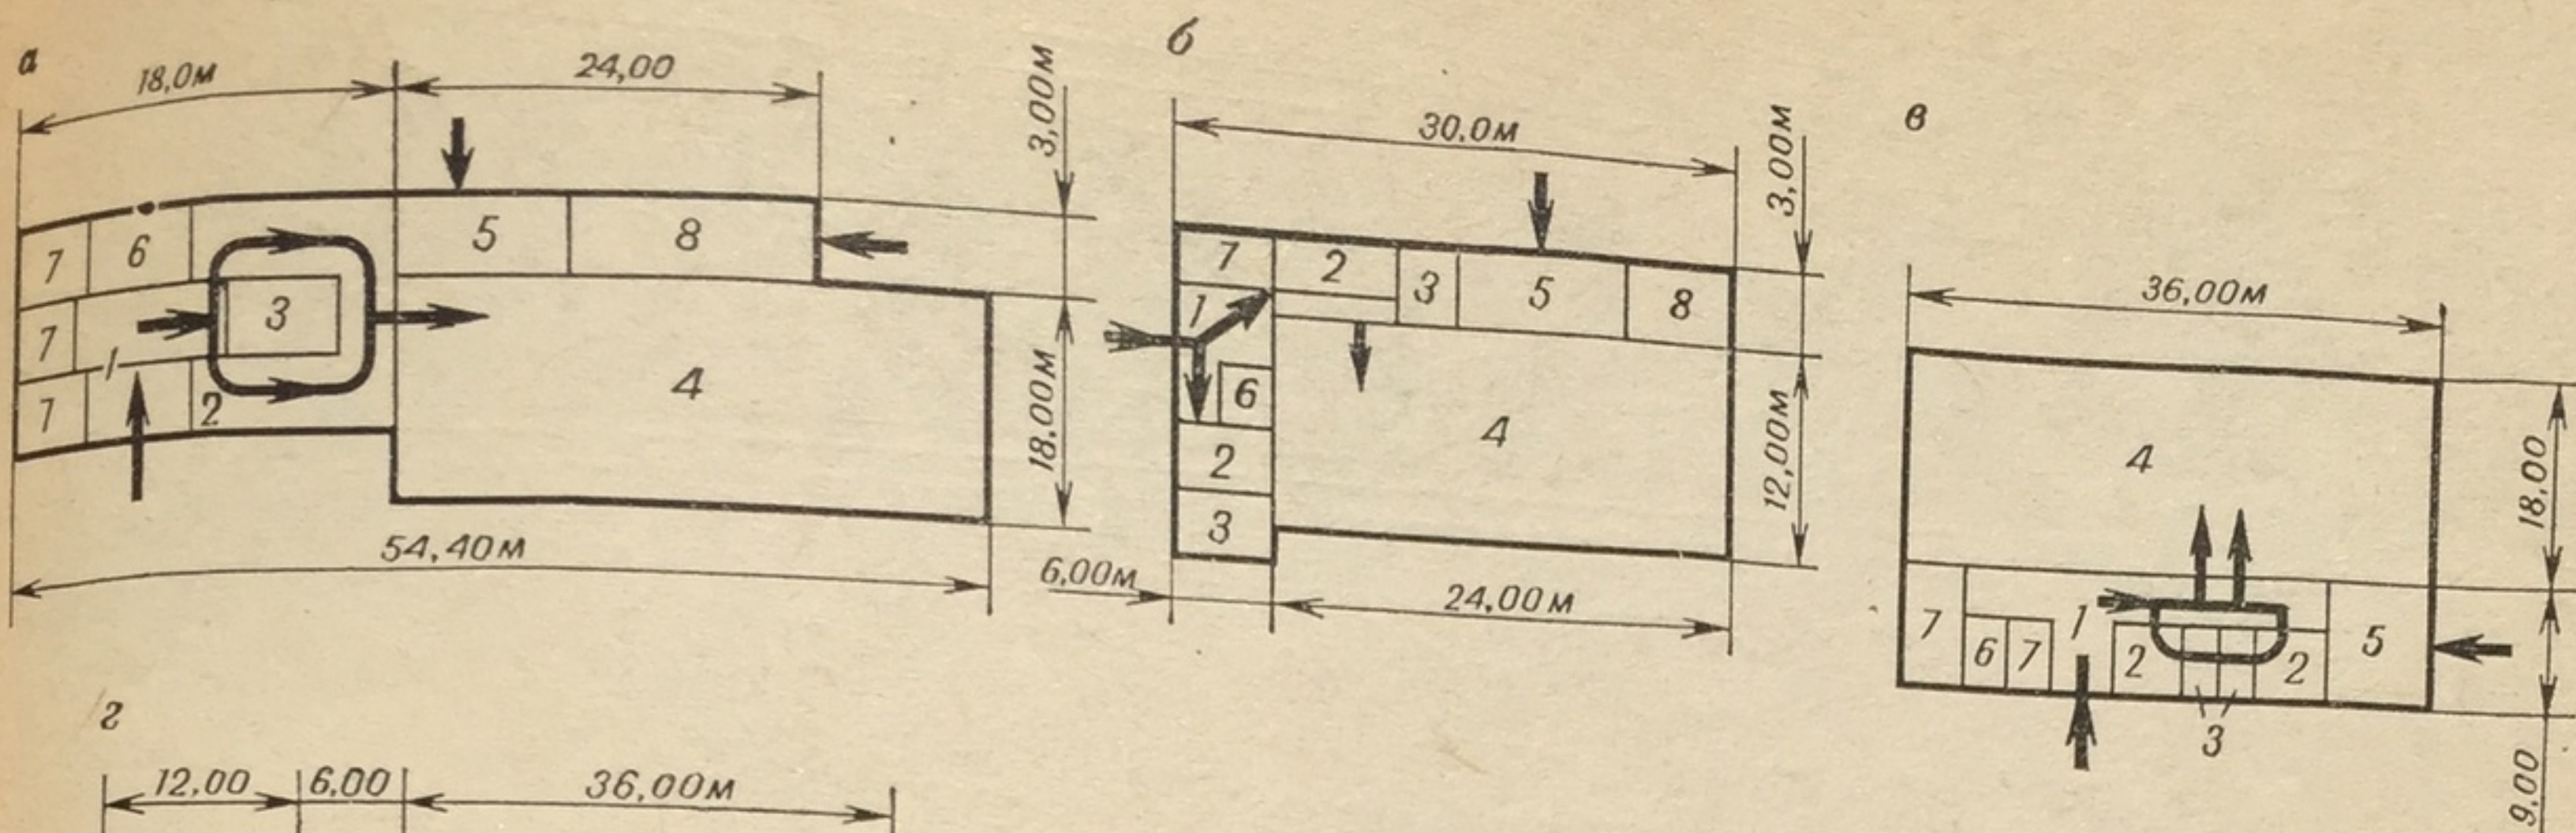 а
18,0м 24,00
3,00м
7 6 5 8
7 3
1 4
7 2
18.00м
54,40м
б
30.0м
3,00м
7 2 3 5 8
1
6 4
2
3
12,00м
6,00м 24,00м
в
36,00м
4
18,00
7 6 7 1 2 2 5
3
9,00
г
12,00 6,00 36,00м